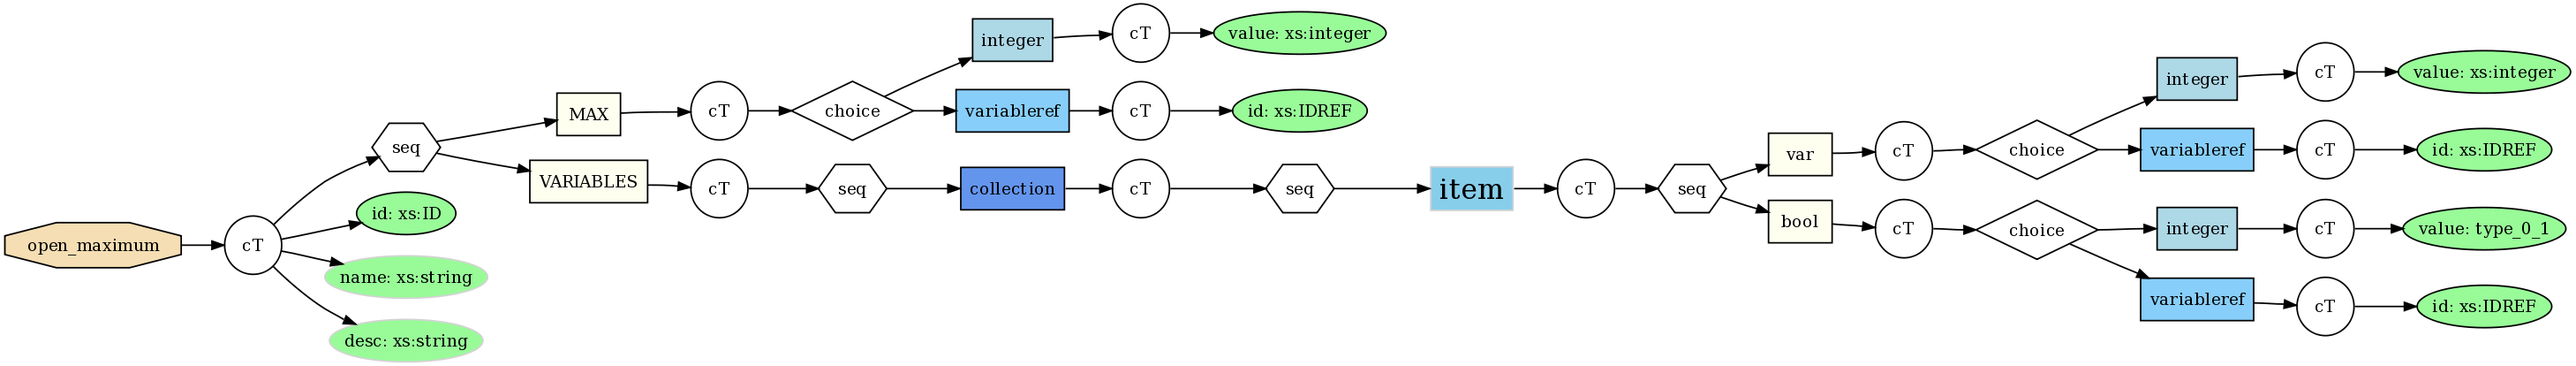 open_maximum
cT
seq
id: xs:ID
name: xs:string
desc: xs:string
MAX
cT
choice
integer
cT
value: xs:integer
variableref
cT
id: xs:IDREF
VARIABLES
cT
seq
collection
cT
seq
item
cT
seq
var
cT
choice
integer
cT
value: xs:integer
variableref
cT
id: xs:IDREF
bool
cT
choice
integer
cT
value: type_0_1
variableref
cT
id: xs:IDREF